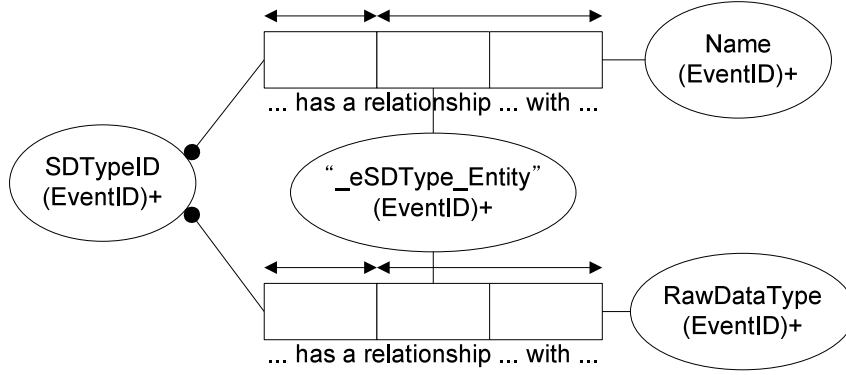 Name
(EventID)+
... has a relationship ... with ...
SDTypeID
(EventID)+
“_eSDType_Entity”
(EventID)+
RawDataType
(EventID)+
... has a relationship ... with ...